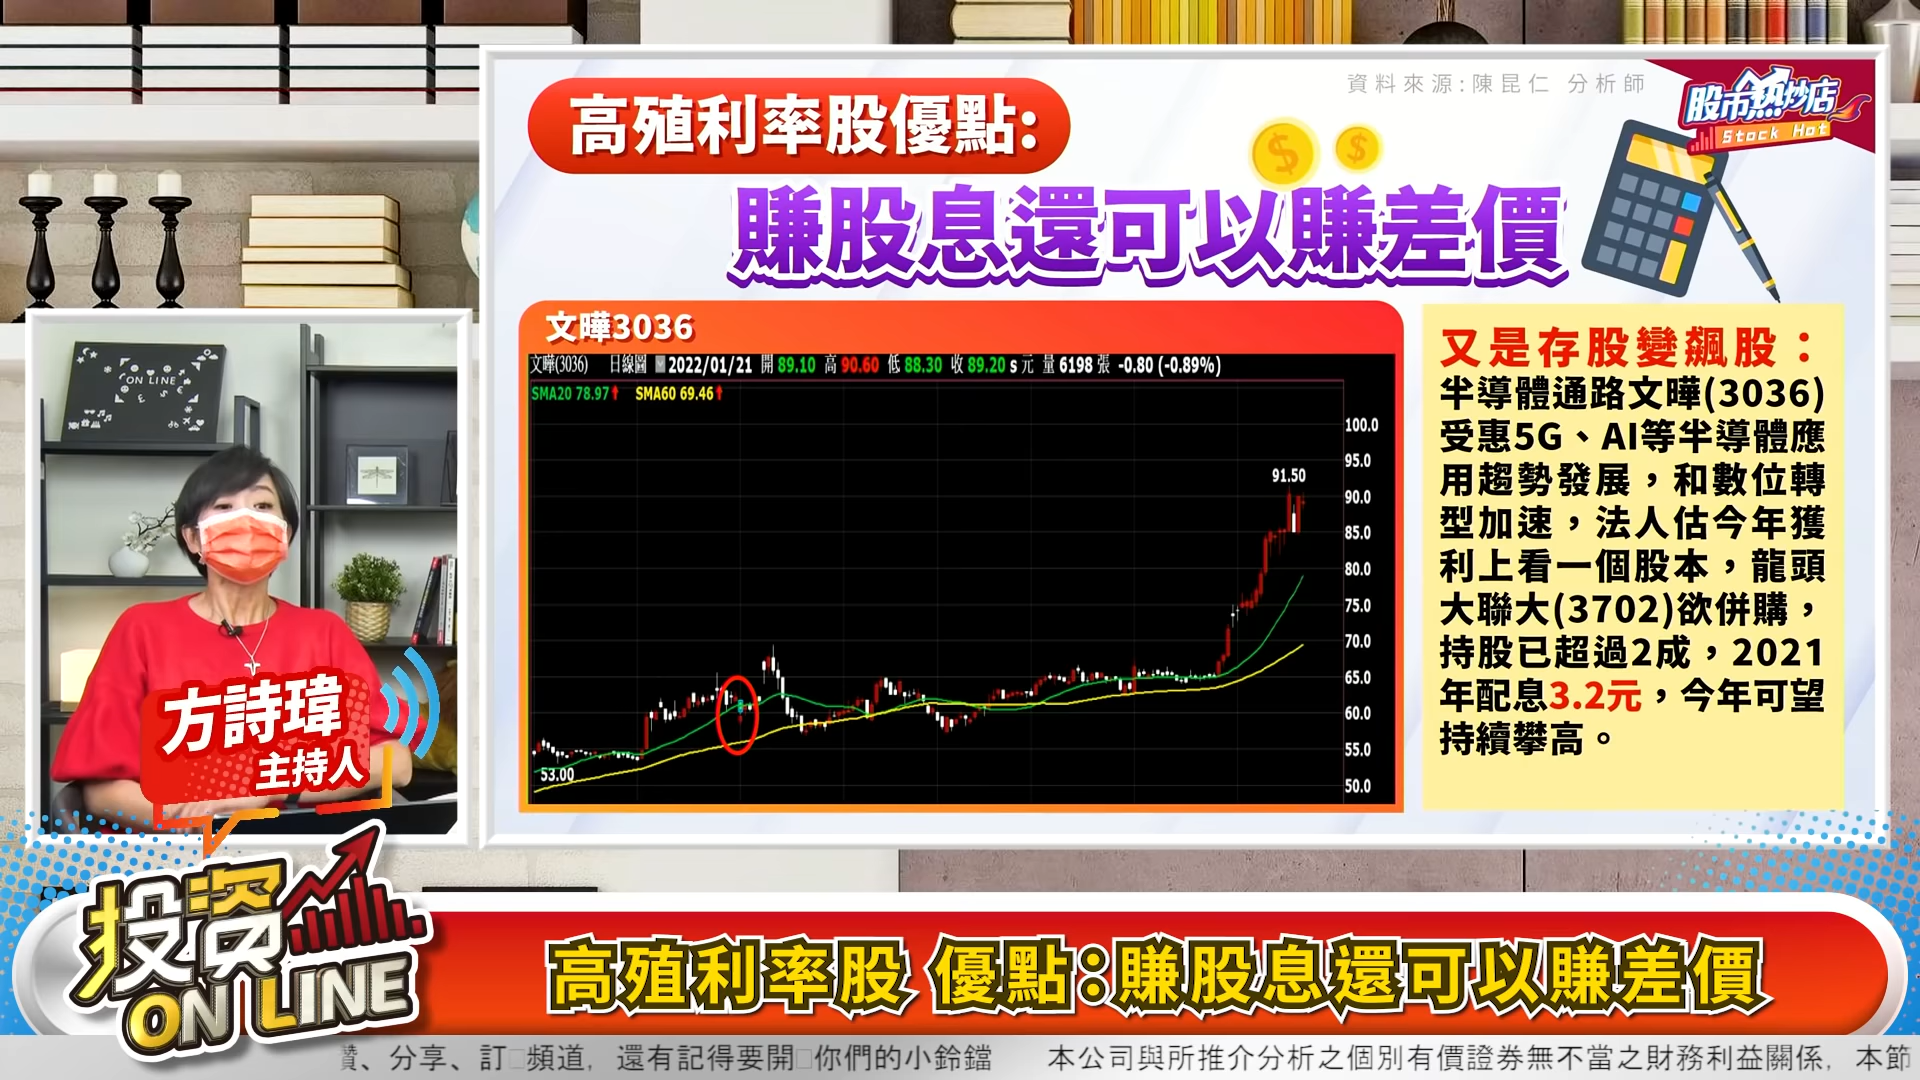 資料來源:陳昆仁 分析師
股市熱炒店
Stock Hot
高殖利率股優點:
賺股息還可以賺差價
文曄3036
文曄(3036) 日線圖 2022/01/21 開 89.10 高 90.60 低 88.30 收 89.20 s 元 量 6198 張 -0.80 (-0.89%)
SMA20 78.97↑ SMA60 69.46↑
100.0
95.0
91.50
90.0
85.0
80.0
75.0
70.0
65.0
60.0
55.0
53.00
50.0
又是存股變飆股：
半導體通路文曄(3036)
受惠5G、AI等半導體應
用趨勢發展，和數位轉
型加速，法人估今年獲
利上看一個股本，龍頭
大聯大(3702)欲併購，
持股已超過2成，2021
年配息3.2元，今年可望
持續攀高。
ON LINE
方詩瑋
主持人
投資
ON LINE
高殖利率股 優點:賺股息還可以賺差價
、分享、訂□頻道，還有記得要開□你們的小鈴鐺 本公司與所推介分析之個別有價證券無不當之財務利益關係，本節